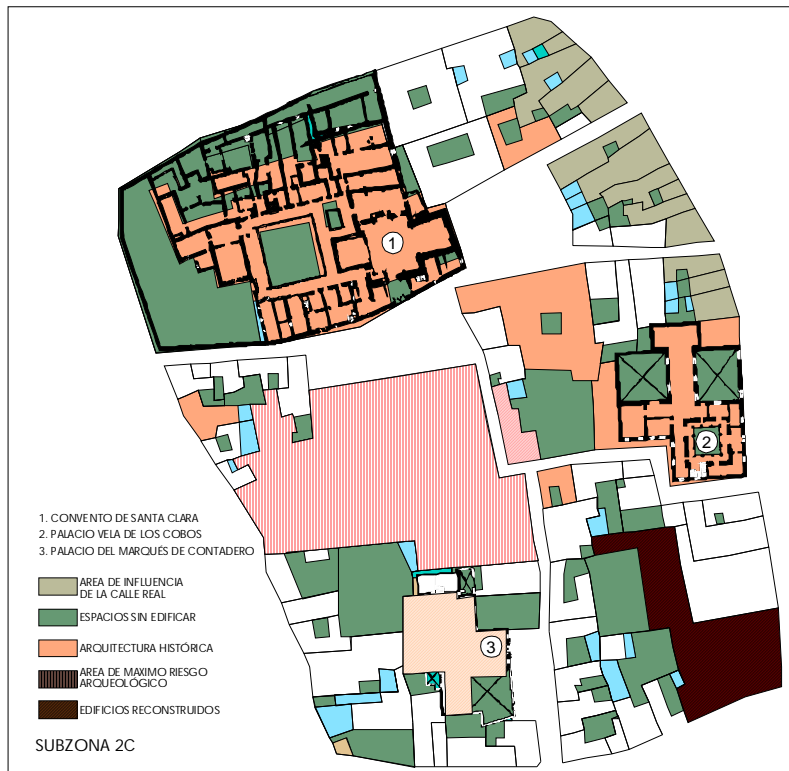 1
2
3
1. CONVENTO DE SANTA CLARA
2. PALACIO VELA DE LOS COBOS
3. PALACIO DEL MARQUÉS DE CONTADERO
AREA DE INFLUENCIA
DE LA CALLE REAL
ESPACIOS SIN EDIFICAR
ARQUITECTURA HISTÓRICA
AREA DE MAXIMO RIESGO
ARQUEOLÓGICO
EDIFICIOS RECONSTRUIDOS
SUBZONA 2C